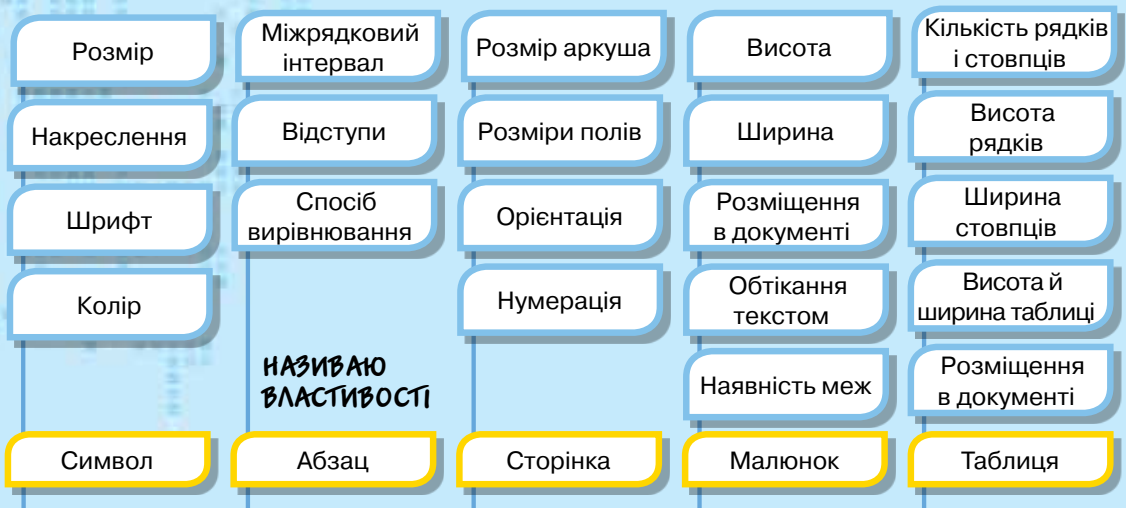 Розмір
Накреслення
Шрифт
Колір
Символ
Міжрядковий
інтервал
Відступи
Спосіб
вирівнювання
НАЗИВАЮ
ВЛАСТИВОСТІ
Абзац
Розмір аркуша
Розміри полів
Орієнтація
Нумерація
Сторінка
Висота
Ширина
Розміщення
в документі
Обтікання
текстом
Наявність меж
Малюнок
Кількість рядків
і стовпців
Висота
рядків
Ширина
стовпців
Висота й
ширина таблиці
Розміщення
в документі
Таблиця